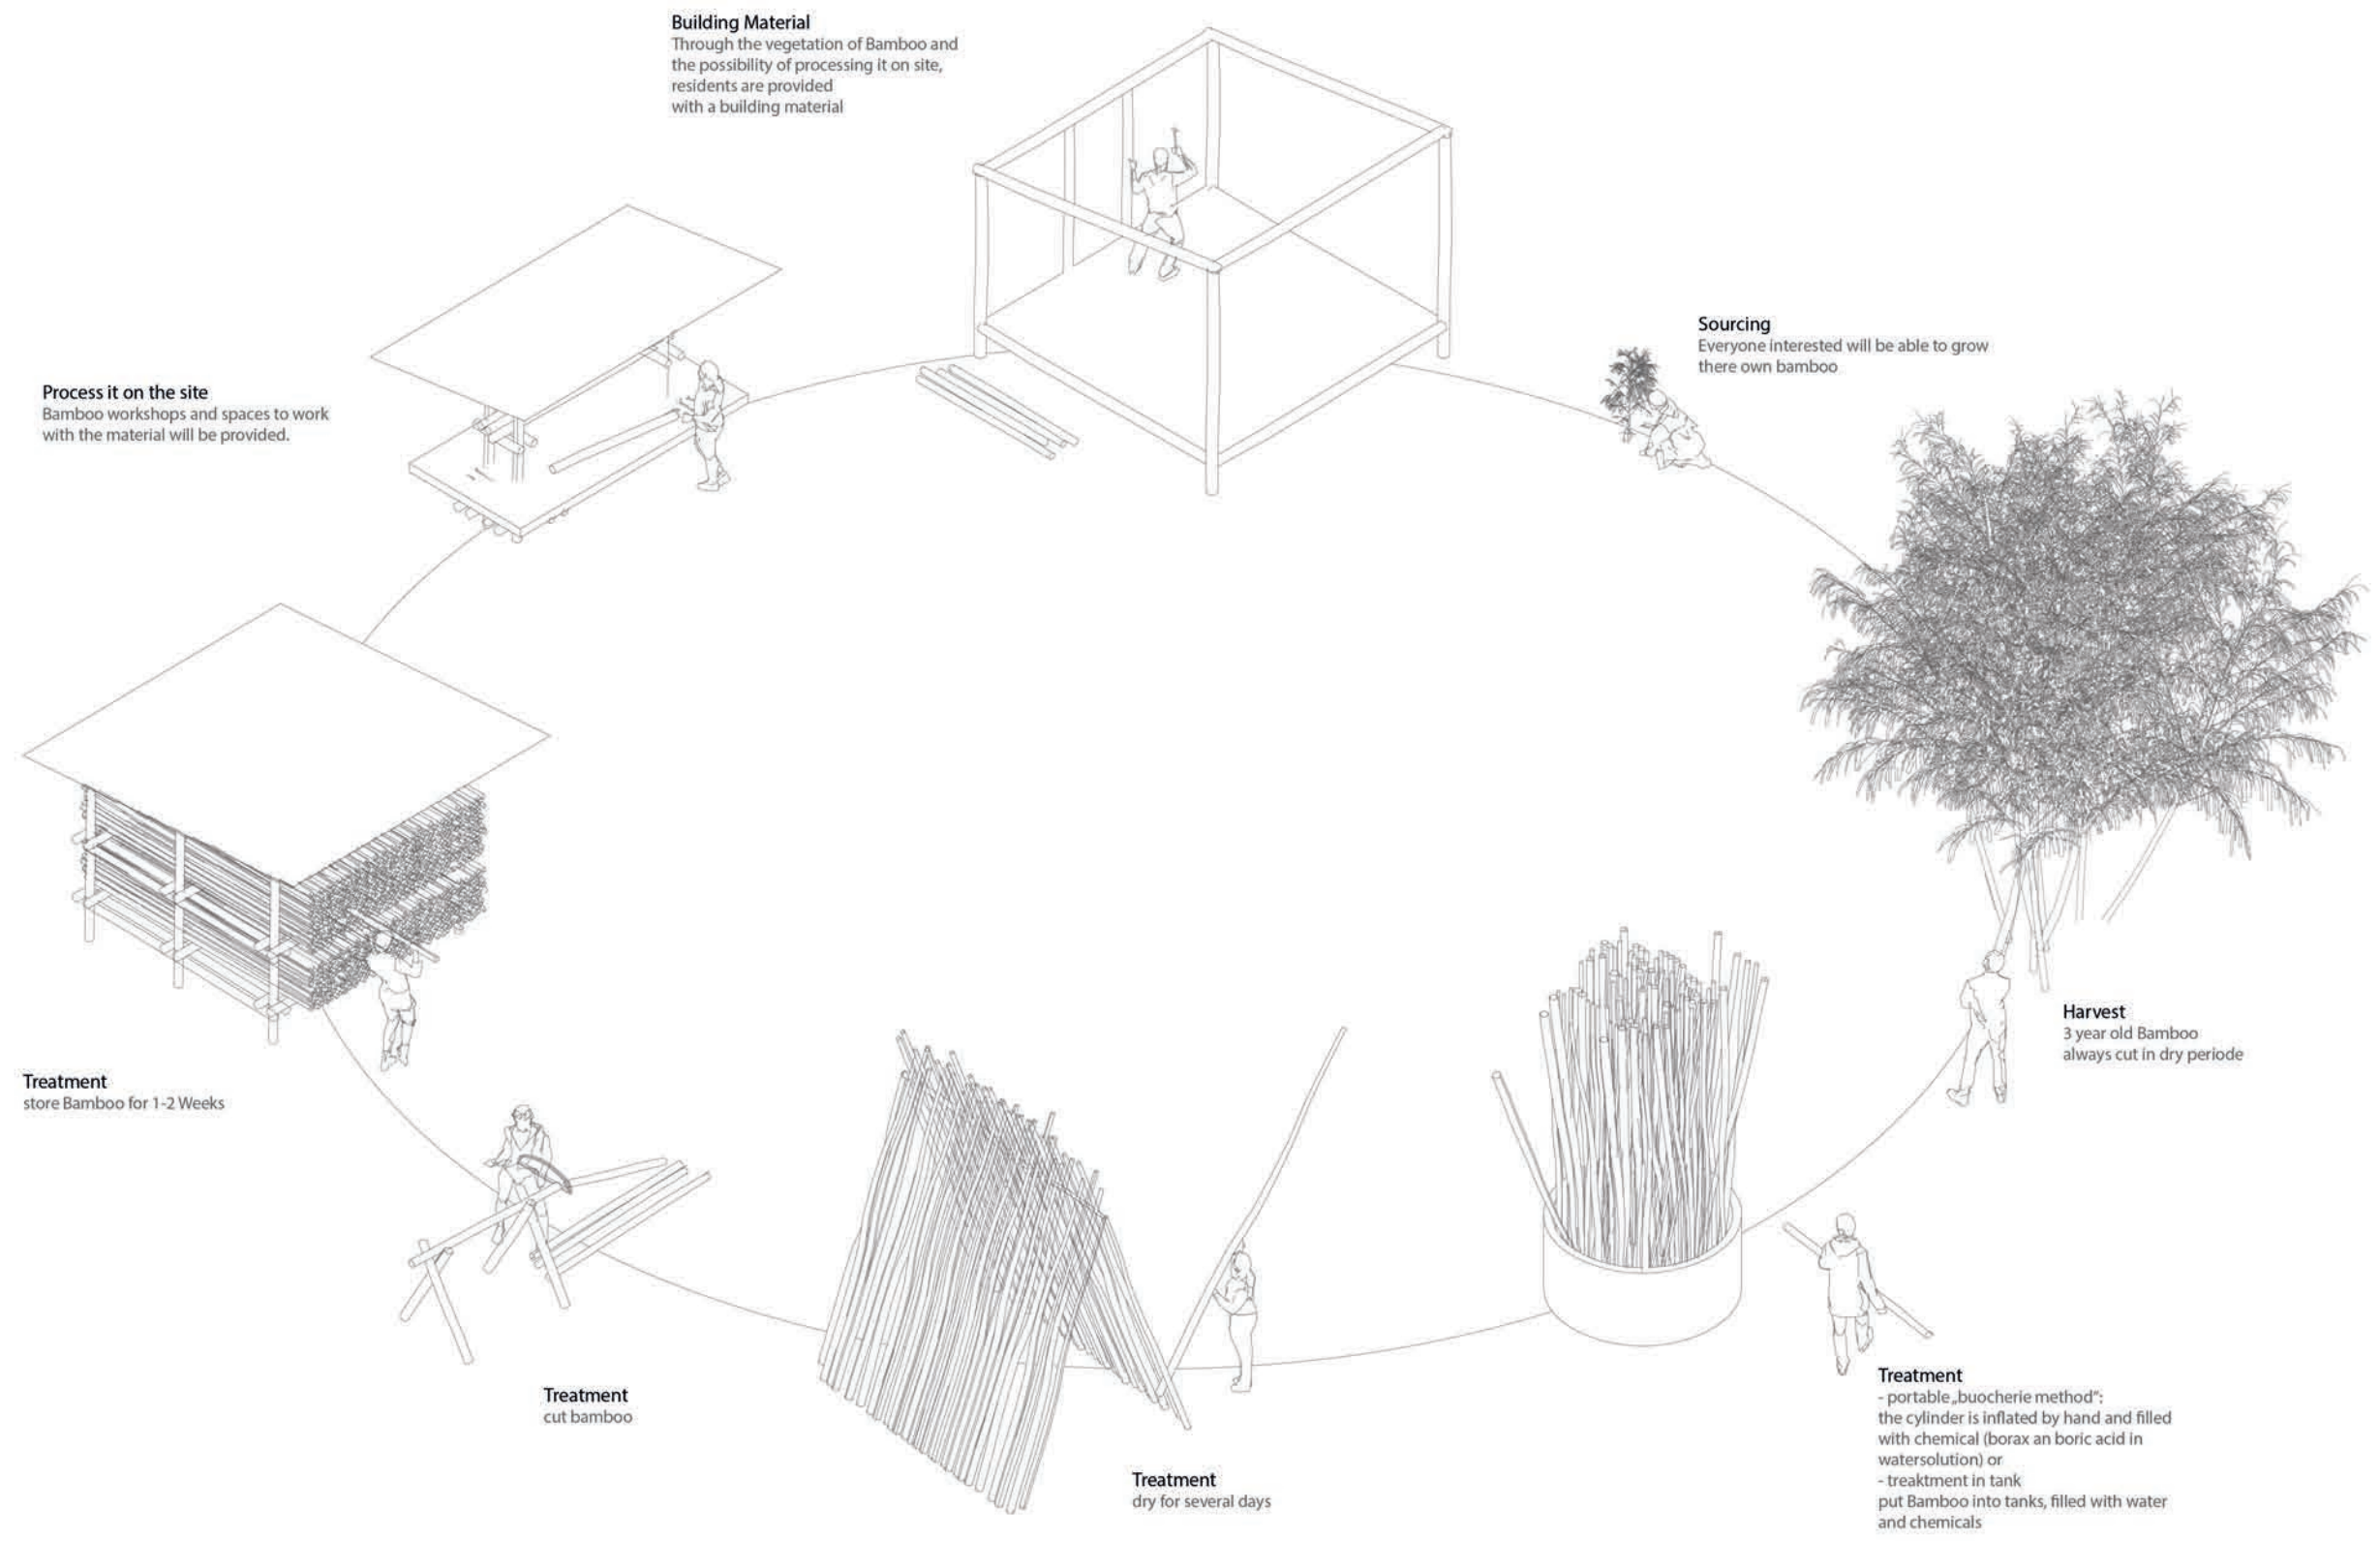 Building Material
Through the vegetation of Bamboo and
the possibility of processing it on site,
residents are provided
with a building material
Sourcing
Everyone interested will be able to grow
there own bamboo
Process it on the site
Bamboo workshops and spaces to work
with the material will be provided.
Harvest
3 year old Bamboo
always cut in dry periode
Treatment
store Bamboo for 1-2 Weeks
Treatment
cut bamboo
Treatment
dry for several days
Treatment
- portable „buocherie method“:
the cylinder is inflated by hand and filled
with chemical (borax an boric acid in
watersolution) or
- treaktment in tank
put Bamboo into tanks, filled with water
and chemicals